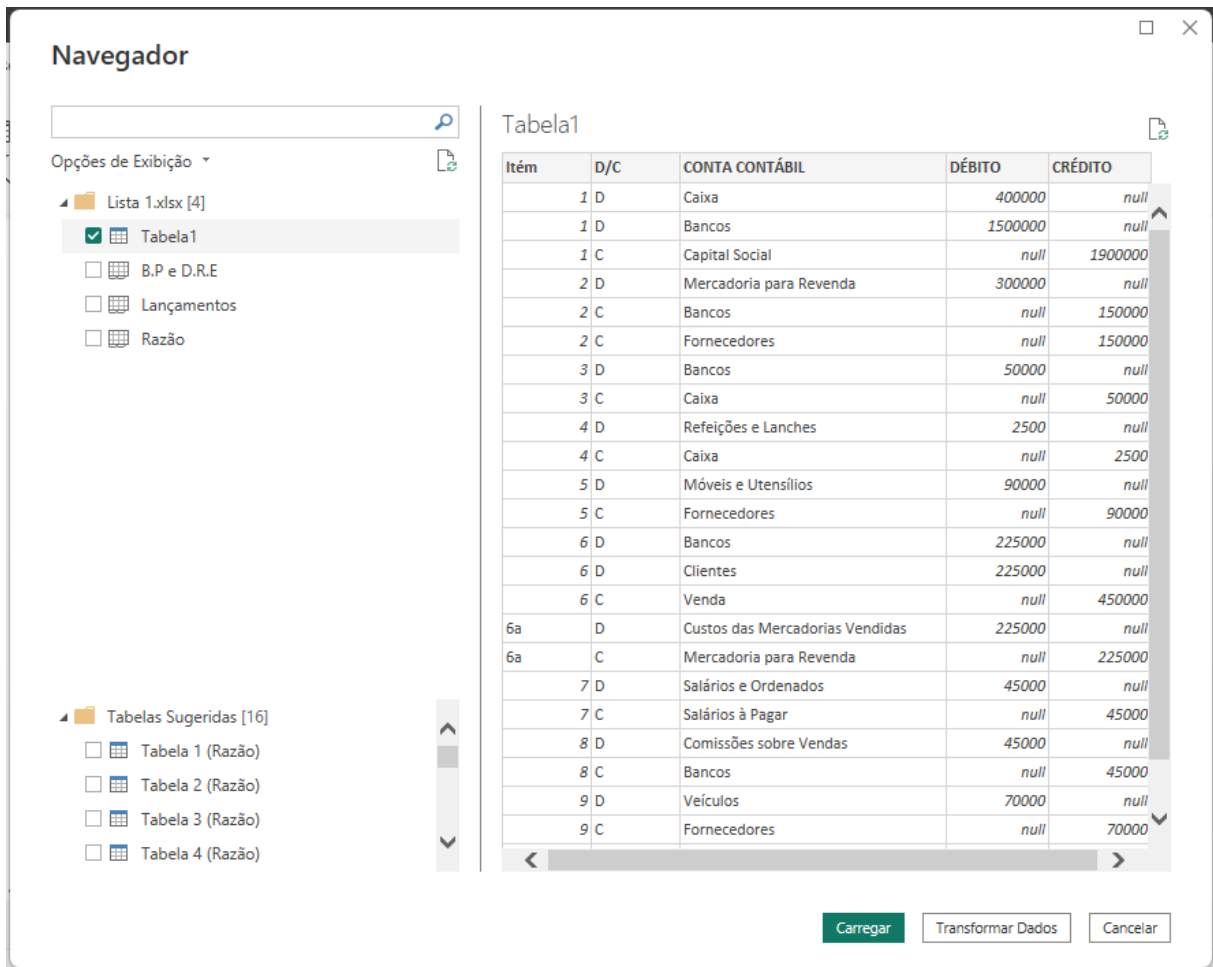 Navegador
Opções de Exibição
Lista 1.xlsx [4]
Tabela1
B.P e D.R.E
Lançamentos
Razão
Tabelas Sugeridas [16]
Tabela 1 (Razão)
Tabela 2 (Razão)
Tabela 3 (Razão)
Tabela 4 (Razão)
Tabela1
Itém D/C CONTA CONTÁBIL DÉBITO CRÉDITO
1 D Caixa 400000 null
1 D Bancos 1500000 null
1 C Capital Social null 1900000
2 D Mercadoria para Revenda 300000 null
2 C Bancos null 150000
2 C Fornecedores null 150000
3 D Bancos 50000 null
3 C Caixa null 50000
4 D Refeições e Lanches 2500 null
4 C Caixa null 2500
5 D Móveis e Utensílios 90000 null
5 C Fornecedores null 90000
6 D Bancos 225000 null
6 D Clientes 225000 null
6 C Venda null 450000
6a D Custos das Mercadorias Vendidas 225000 null
6a C Mercadoria para Revenda null 225000
7 D Salários e Ordenados 45000 null
7 C Salários à Pagar null 45000
8 D Comissões sobre Vendas 45000 null
8 C Bancos null 45000
9 D Veículos 70000 null
9 C Fornecedores null 70000
Carregar Transformar Dados Cancelar